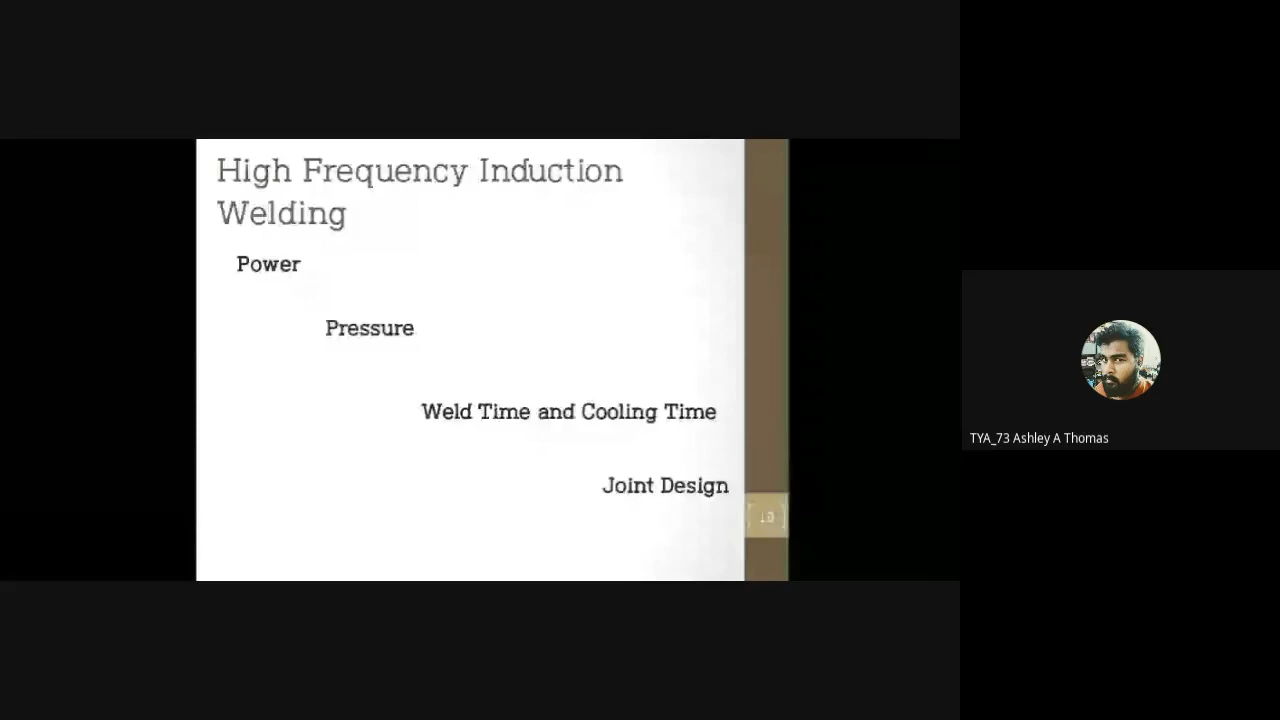 High Frequency Induction
Welding
Power
Pressure
Weld Time and Cooling Time
Joint Design
TYA_73 Ashley A Thomas